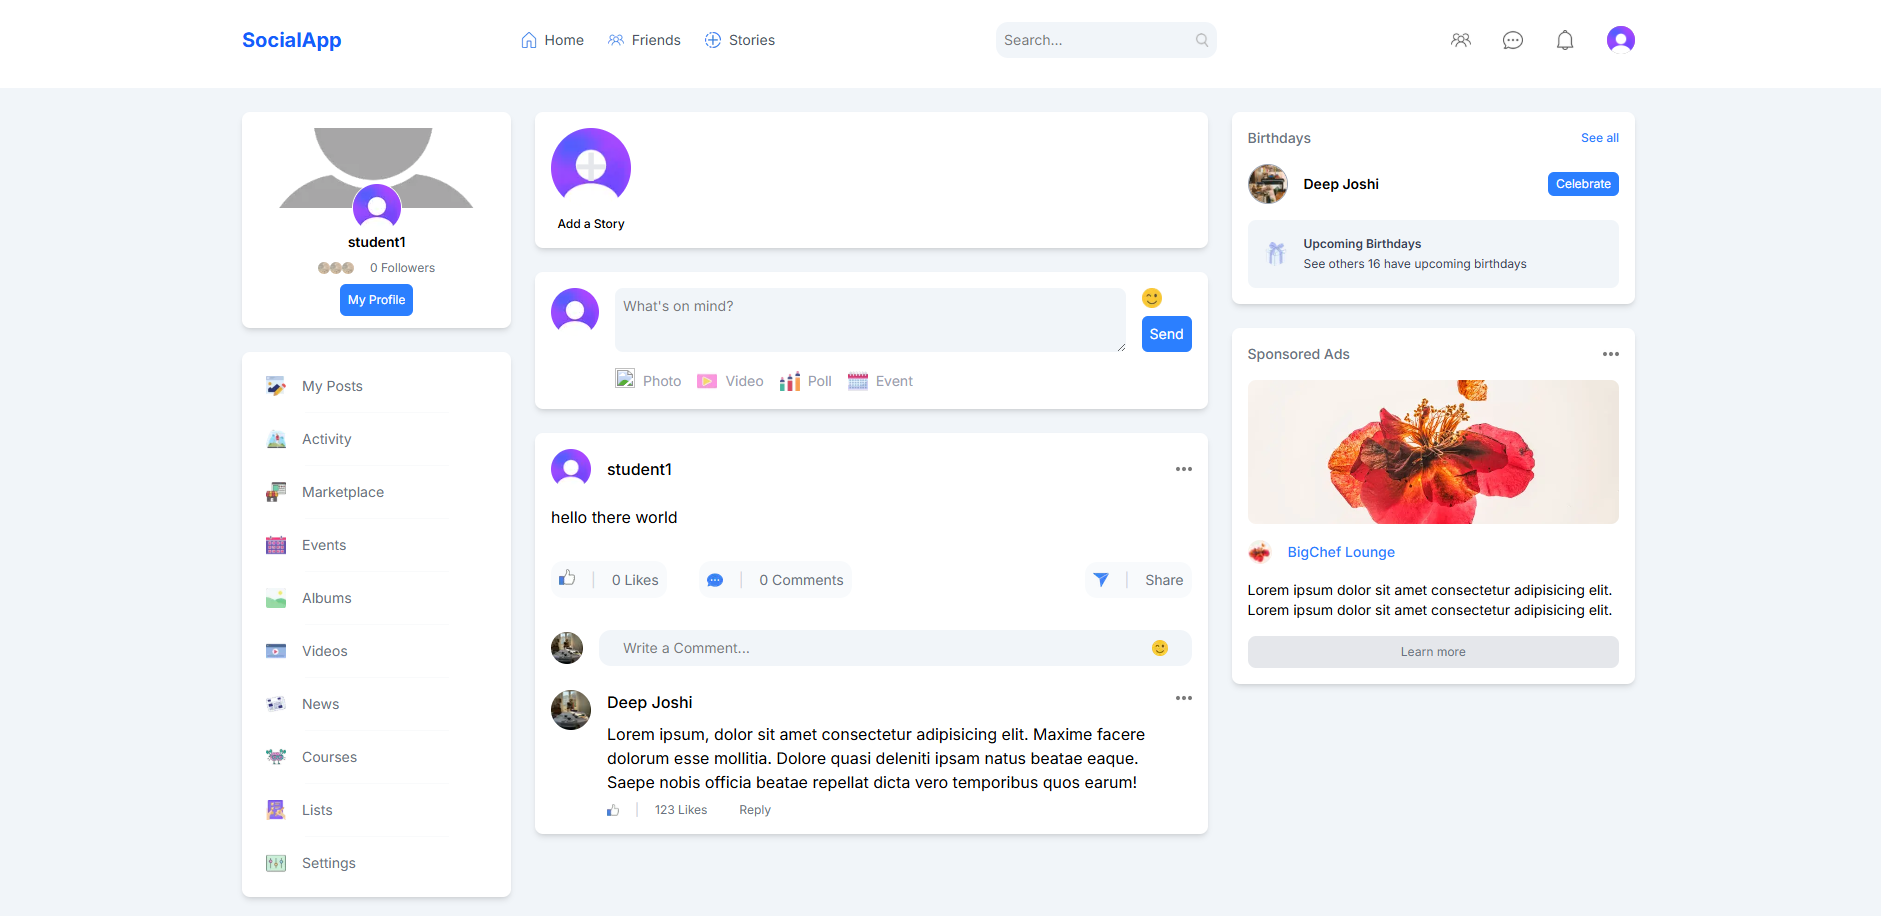 SocialApp
Home
Friends
Stories
Search...
student1
0 Followers
My Profile
My Posts
Activity
Marketplace
Events
Albums
Videos
News
Courses
Lists
Settings
Add a Story
What's on mind?
Send
Photo
Video
Poll
Event
student1
hello there world
0 Likes
0 Comments
Share
Write a Comment...
Deep Joshi
Lorem ipsum, dolor sit amet consectetur adipisicing elit. Maxime facere
dolorum esse mollitia. Dolore quasi deleniti ipsam natus beatae eaque.
Saepe nobis officia beatae repellat dicta vero temporibus quos earum!
123 Likes
Reply
Birthdays
See all
Deep Joshi
Celebrate
Upcoming Birthdays
See others 16 have upcoming birthdays
Sponsored Ads
BigChef Lounge
Lorem ipsum dolor sit amet consectetur adipisicing elit.
Lorem ipsum dolor sit amet consectetur adipisicing elit.
Learn more